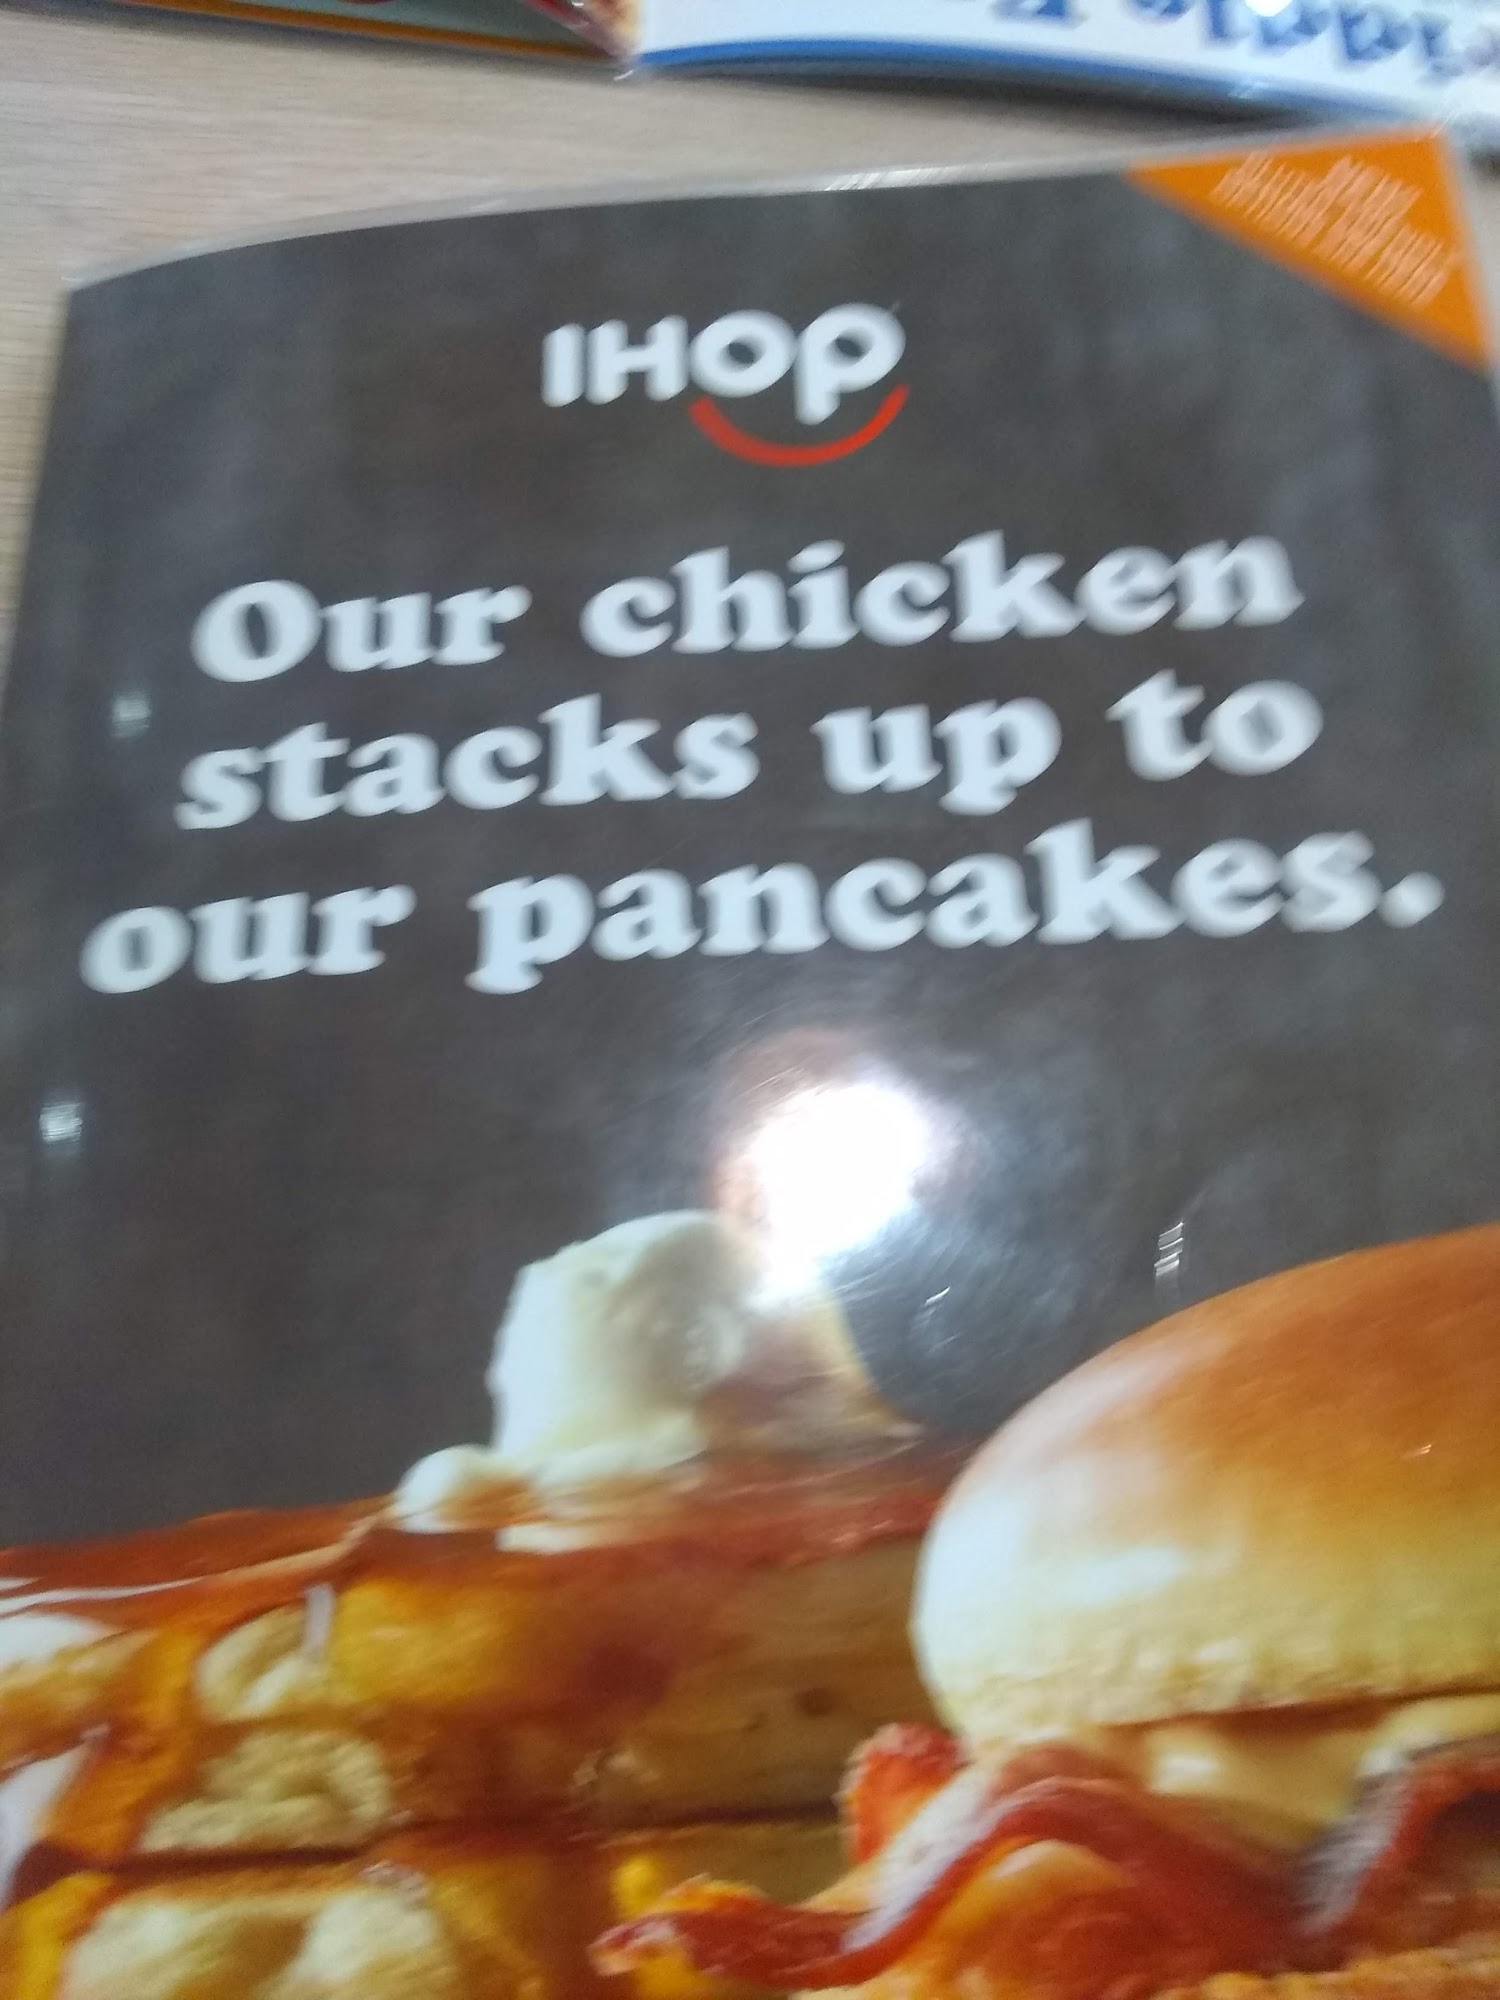 IHOP
Our chicken
stacks up to
our pancakes.